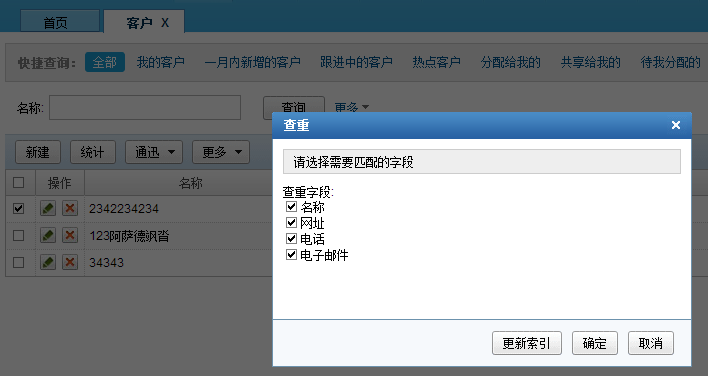 首页 客户 X
快捷查询: 全部 我的客户 一月内新增的客户 跟进中的客户 热点客户 分配给我的 共享给我的 待我分配的
名称: 查询 更多
查重 ×
新建 统计 通迅 更多
请选择需要匹配的字段
操作 名称
查重字段:
名称
2342234234
网址
123阿萨德飒沓
电话
电子邮件
34343
更新索引 确定 取消